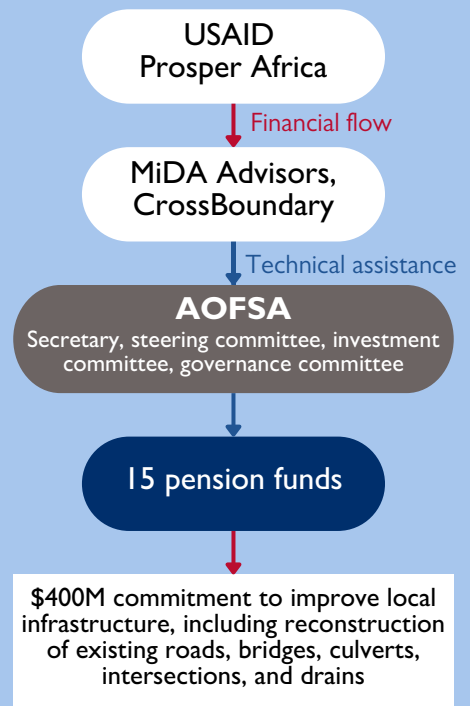 USAID
Prosper Africa
Financial flow
MiDA Advisors,
CrossBoundary
Technical assistance
AOFSA
Secretary, steering committee, investment
committee, governance committee
15 pension funds
$400M commitment to improve local
infrastructure, including reconstruction
of existing roads, bridges, culverts,
intersections, and drains